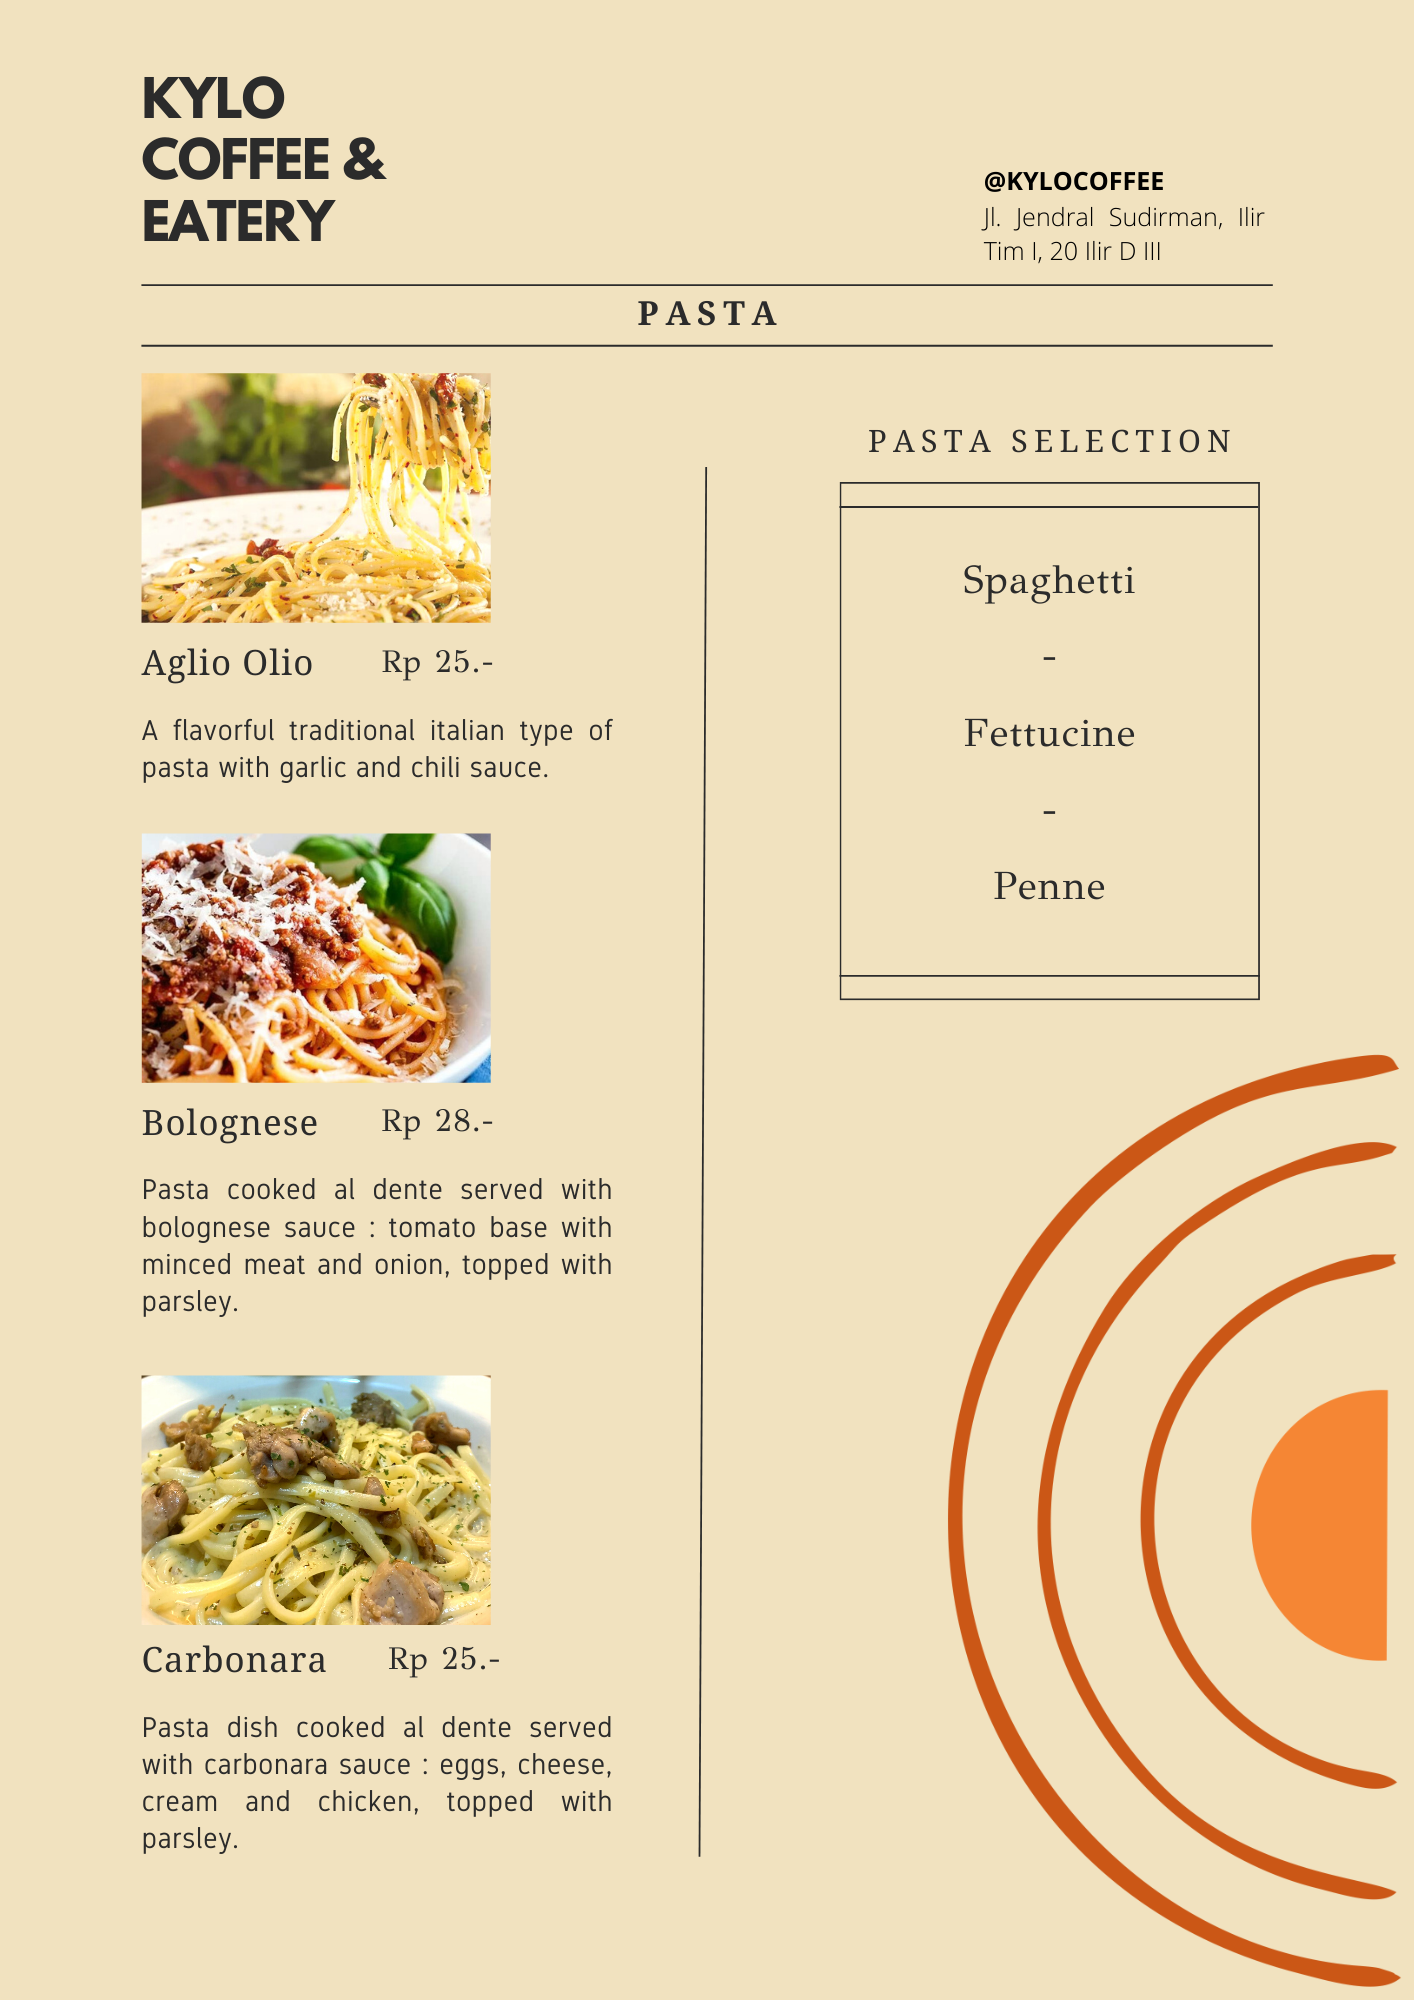 KYLO
COFFEE &
EATERY
@KYLOCOFFEE
Jl. Jendral Sudirman, Ilir
Tim I, 20 Ilir D III
PASTA
Aglio Olio Rp 25.-
A flavorful traditional italian type of
pasta with garlic and chili sauce.
Bolognese Rp 28.-
Pasta cooked al dente served with
bolognese sauce : tomato base with
minced meat and onion, topped with
parsley.
Carbonara Rp 25.-
Pasta dish cooked al dente served
with carbonara sauce : eggs, cheese,
cream and chicken, topped with
parsley.
PASTA SELECTION
Spaghetti
-
Fettucine
-
Penne